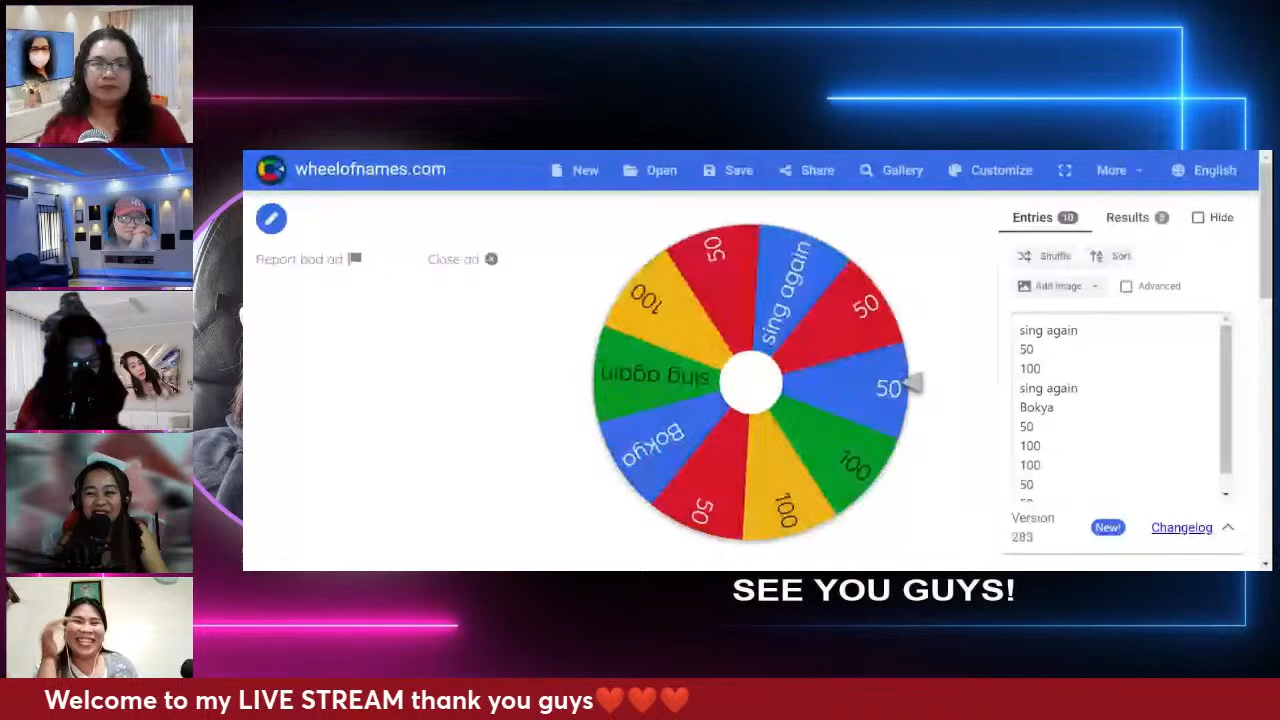 wheelofnames.com
New
Open
Save
Share
Gallery
Customize
More
English
Report bad ad
Close ad
Entries 10
Results
Hide
Shuffle
Sort
Add image
Advanced
sing again
50
100
sing again
Bokya
50
100
100
50
50
Version
283
New!
Changelog
50
sing again
50
50
100
100
50
Bokya
sing again
100
SEE YOU GUYS!
Welcome to my LIVE STREAM thank you guys❤️❤️❤️